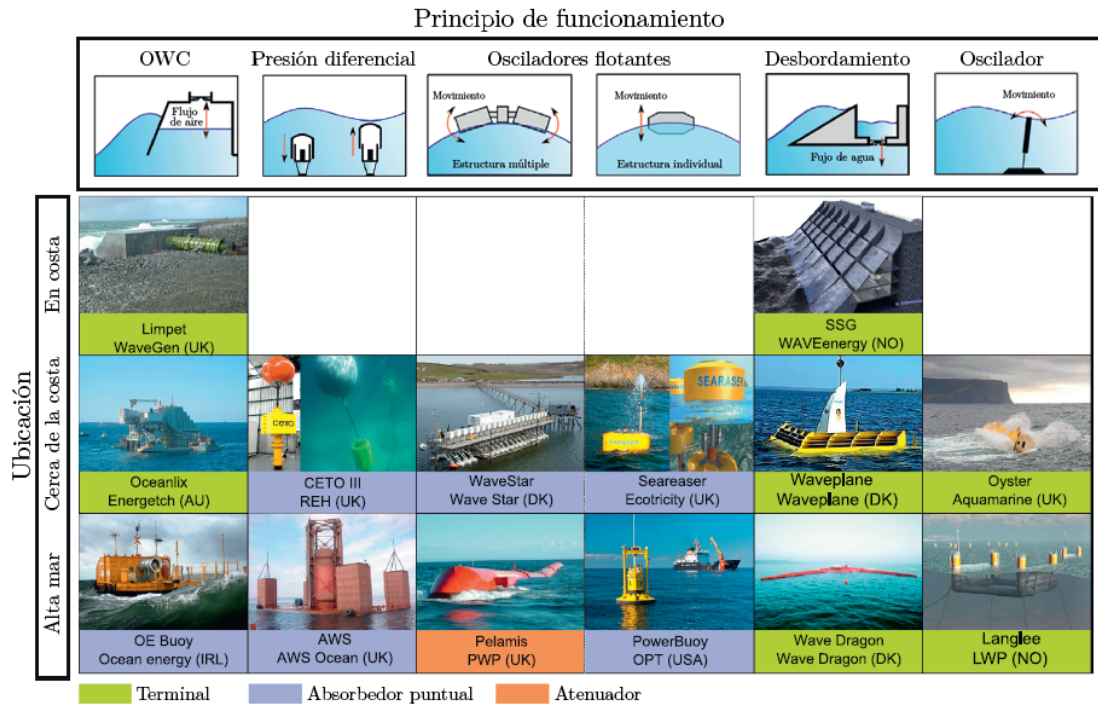 Principio de funcionamiento
OWC
Presión diferencial
Osciladores flotantes
Desbordamiento
Oscilador
Flujo
de aire
Movimiento
Estructura múltiple
Movimiento
Estructura individual
Fujo de agua
Movimiento
Ubicación
En costa
Limpet
WaveGen (UK)
SSG
WAVEenergy (NO)
Cerca de la costa
CETO
SEARASER
Oceanlix
Energetch (AU)
CETO III
REH (UK)
WaveStar
Wave Star (DK)
Seareaser
Ecotricity (UK)
Waveplane
Waveplane (DK)
Oyster
Aquamarine (UK)
Alta mar
OE Buoy
Ocean energy (IRL)
AWS
AWS Ocean (UK)
Pelamis
PWP (UK)
PowerBuoy
OPT (USA)
Wave Dragon
Wave Dragon (DK)
Langlee
LWP (NO)
Terminal
Absorbedor puntual
Atenuador